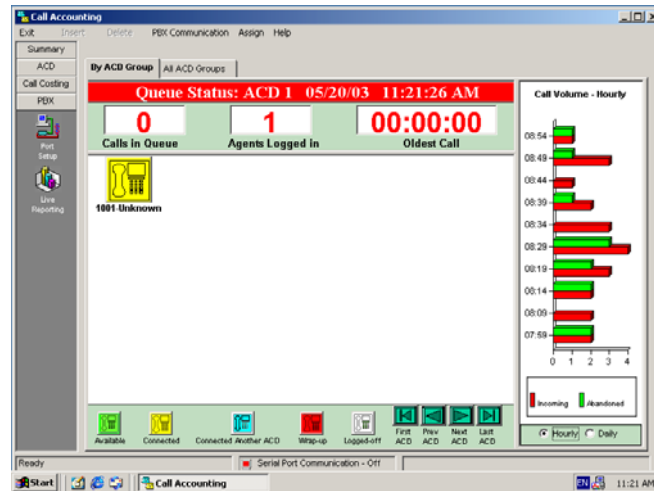 Call Accounting
Exit Insert Delete PBX Communication Assign Help
Summary
ACD
Call Costing
PBX
Port Setup
Live Reporting
By ACD Group All ACD Groups
Queue Status: ACD 1 05/20/03 11:21:26 AM
0 1 00:00:00
Calls in Queue Agents Logged in Oldest Call
1001-Unknown
Call Volume - Hourly
08:54
08:49
08:44
08:39
08:34
08:29
08:19
08:14
08:09
07:59
0 1 2 3 4
Incoming Abandoned
Hourly Daily
Available Connected Connected Another ACD Wrap-up Logged-off First ACD Prev ACD Next ACD Last ACD
Ready Serial Port Communication - Off
Start Call Accounting EN 11:21 AM